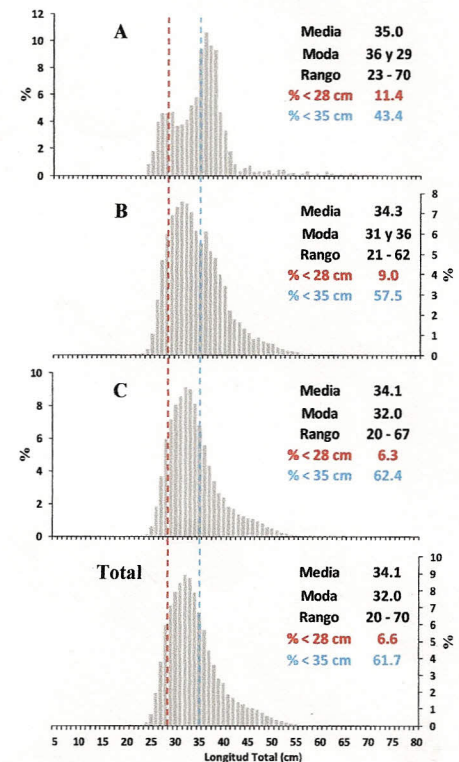 12
10
8
6
4
2
0
%
A
Media 35.0
Moda 36 y 29
Rango 23 - 70
% < 28 cm 11.4
% < 35 cm 43.4
B
Media 34.3
Moda 31 y 36
Rango 21 - 62
% < 28 cm 9.0
% < 35 cm 57.5
8
7
6
5
4
3
2
1
0
%
10
8
6
4
2
0
%
C
Media 34.1
Moda 32.0
Rango 20 - 67
% < 28 cm 6.3
% < 35 cm 62.4
Total
Media 34.1
Moda 32.0
Rango 20 - 70
% < 28 cm 6.6
% < 35 cm 61.7
10
9
8
7
6
5
4
3
2
1
0
%
5 10 15 20 25 30 35 40 45 50 55 60 65 70 75 80
Longitud Total (cm)